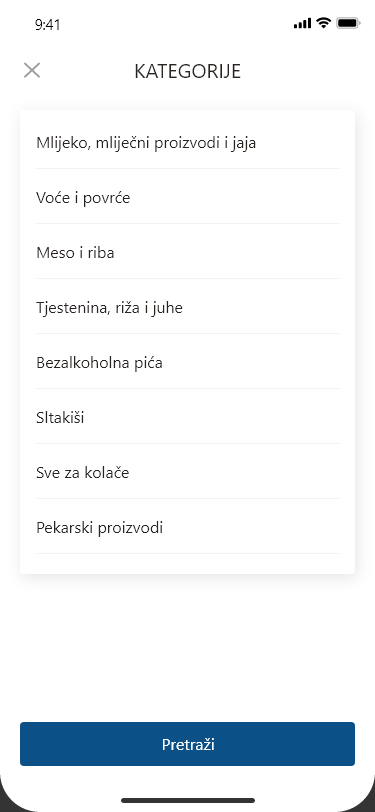 9:41
KATEGORIJE
Mlijeko, mliječni proizvodi i jaja
Voće i povrće
Meso i riba
Tjestenina, riža i juhe
Bezalkoholna pića
Sltakiši
Sve za kolače
Pekarski proizvodi
Pretraži